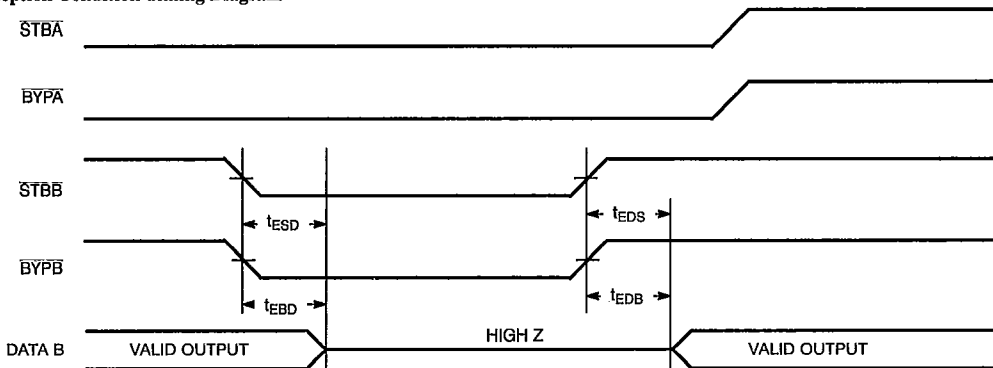 STBA
BYPA
STBB
tESD
tEDS
BYPB
tEBD
tEDB
HIGH Z
DATA B
VALID OUTPUT
VALID OUTPUT